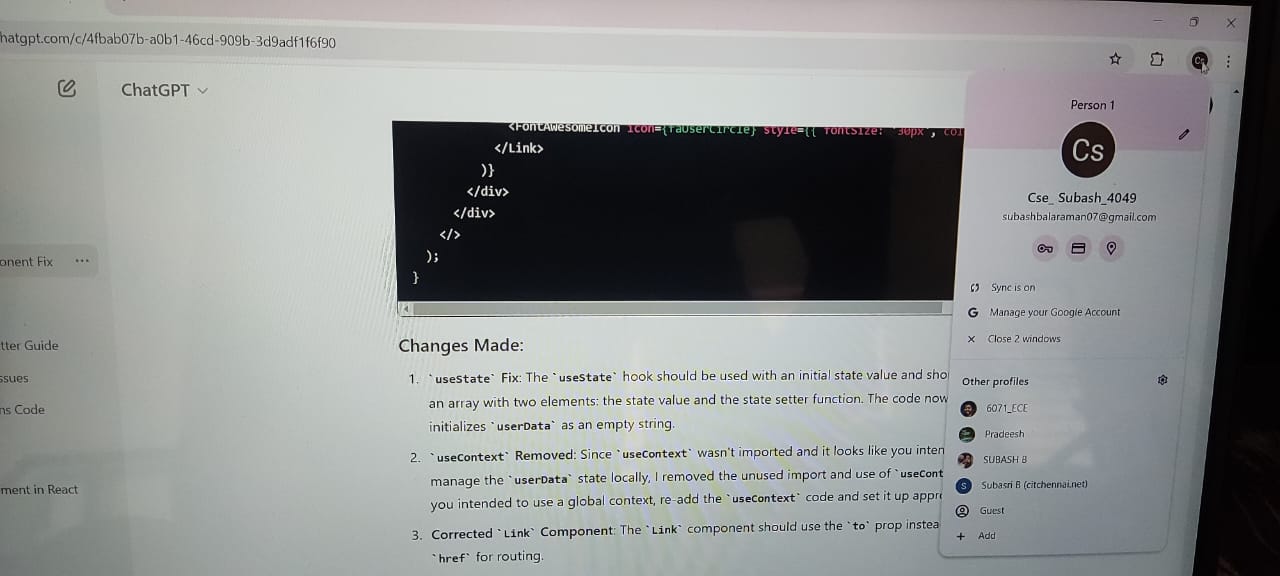 hatgpt.com/c/4fbab07b-a0b1-46cd-909b-3d9adf1f6f90
ChatGPT
<FontAwesomeIcon icon={faUserCircle} style={{ fontSize: '30px', col
</Link>
)}
</div>
</div>
</>
);
}
onent Fix ...
tter Guide
ssues
ns Code
ment in React
Changes Made:
1. `useState` Fix: The `useState` hook should be used with an initial state value and sho
an array with two elements: the state value and the state setter function. The code now
initializes `userData` as an empty string.
2. `useContext` Removed: Since `useContext` wasn't imported and it looks like you inten
manage the `userData` state locally, I removed the unused import and use of `useCont
you intended to use a global context, re-add the `useContext` code and set it up appr
3. Corrected `Link` Component: The `Link` component should use the `to` prop instea
`href` for routing.
Cs
Person 1
Cs
Cse_ Subash_4049
subashbalaraman07@gmail.com
Sync is on
G Manage your Google Account
Close 2 windows
Other profiles
6071_ECE
Pradeesh
SUBASH B
S Subasri B (citchennai.net)
Guest
+ Add